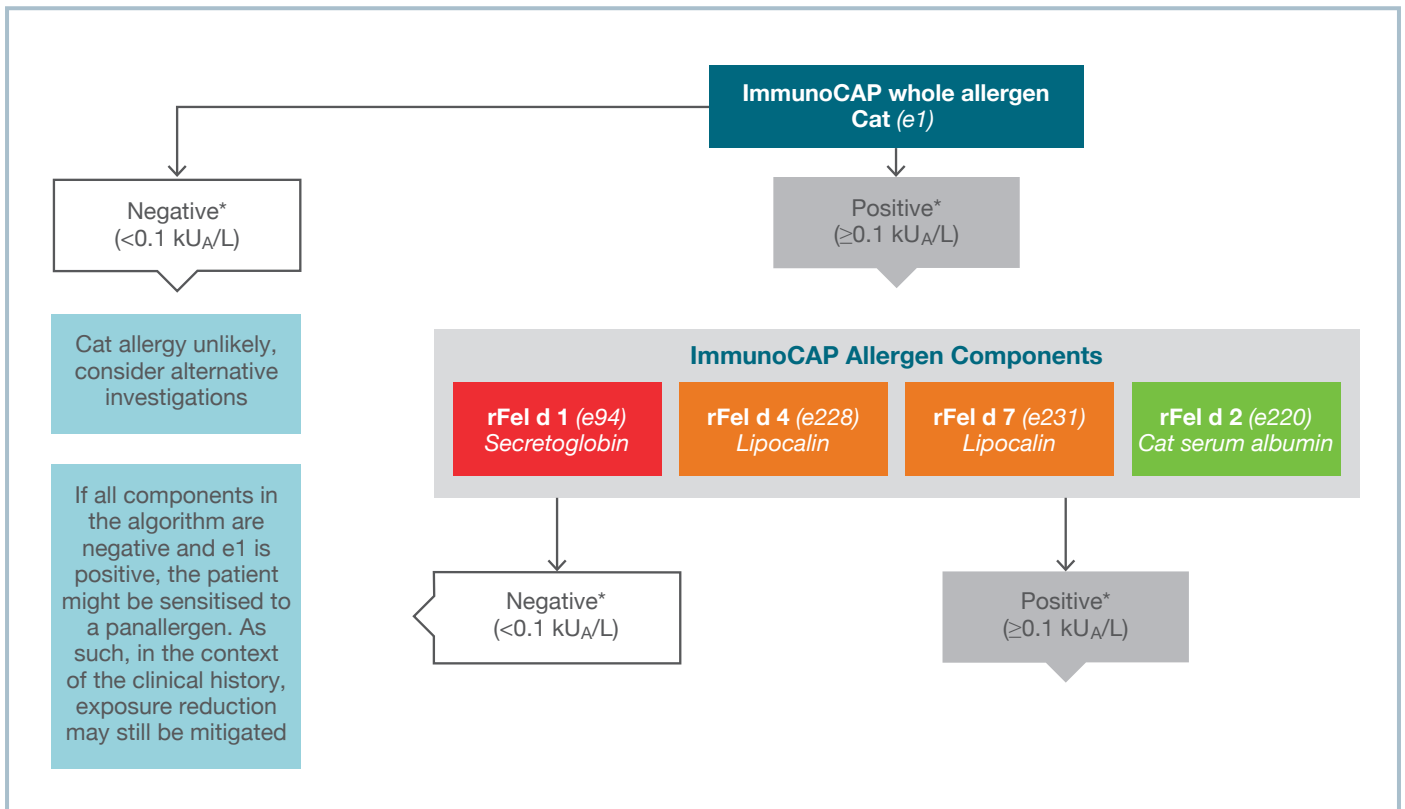 ImmunoCAP whole allergen
Cat (e1)
Negative*
(<0.1 kUA/L)
Positive*
(≥0.1 kUA/L)
Cat allergy unlikely,
consider alternative
investigations
ImmunoCAP Allergen Components
rFel d 1 (e94)
Secretoglobin
rFel d 4 (e228)
Lipocalin
rFel d 7 (e231)
Lipocalin
rFel d 2 (e220)
Cat serum albumin
If all components in
the algorithm are
negative and e1 is
positive, the patient
might be sensitised to
a panallergen. As
such, in the context
of the clinical history,
exposure reduction
may still be mitigated
Negative*
(<0.1 kUA/L)
Positive*
(≥0.1 kUA/L)